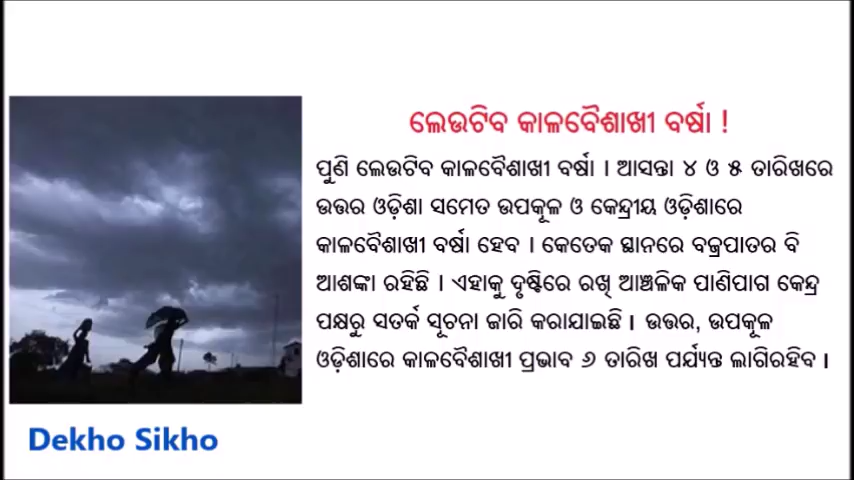 ଲେଉଟିବ କାଳବୈଶାଖୀ ବର୍ଷା !
ପୁଣି ଲେଉଟିବ କାଳବୈଶାଖୀ ବର୍ଷା । ଆସନ୍ତା ୪ ଓ ୫ ତାରିଖରେ
ଉତ୍ତର ଓଡ଼ିଶା ସମେତ ଉପକୂଳ ଓ କେନ୍ଦ୍ରୀୟ ଓଡ଼ିଶାରେ
କାଳବୈଶାଖୀ ବର୍ଷା ହେବ । କେତେକ ସ୍ଥାନରେ ବଜ୍ରପାତର ବି
ଆଶଙ୍କା ରହିଛି । ଏହାକୁ ଦୃଷ୍ଟିରେ ରଖି ଆଞ୍ଚଳିକ ପାଣିପାଗ କେନ୍ଦ୍ର
ପକ୍ଷରୁ ସତର୍କ ସୂଚନା ଜାରି କରାଯାଇଛି । ଉତ୍ତର, ଉପକୂଳ
ଓଡ଼ିଶାରେ କାଳବୈଶାଖୀ ପ୍ରଭାବ ୬ ତାରିଖ ପର୍ଯ୍ୟନ୍ତ ଲାଗିରହିବ ।
Dekho Sikho